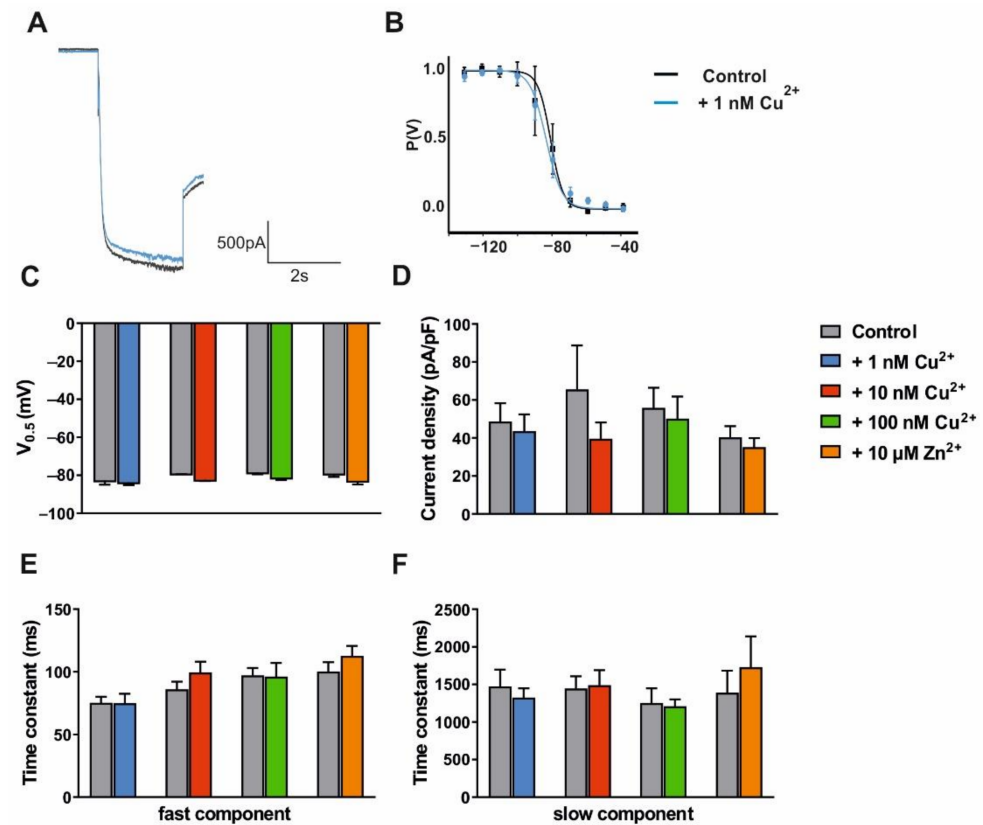 A
500pA
2s
B
P(V)
1.0
0.5
0.0
−120
−80
−40
Control
+ 1 nM Cu²⁺
C
V₀.₅ (mV)
0
−20
−40
−60
−80
−100
D
Current density (pA/pF)
100
80
60
40
20
0
Control
+ 1 nM Cu²⁺
+ 10 nM Cu²⁺
+ 100 nM Cu²⁺
+ 10 µM Zn²⁺
E
Time constant (ms)
150
100
50
0
fast component
F
Time constant (ms)
2500
2000
1500
1000
500
0
slow component